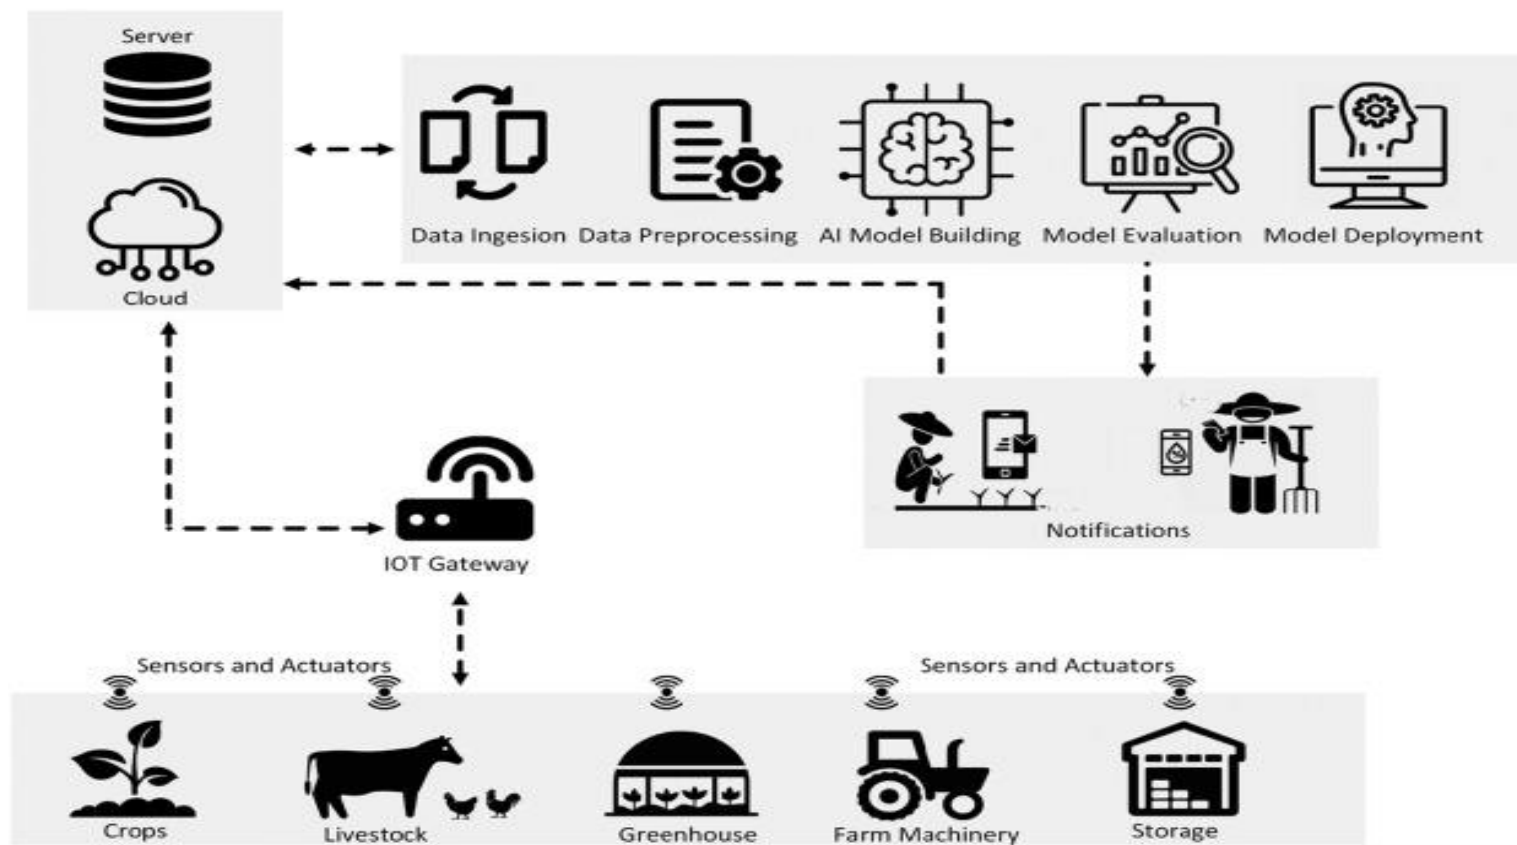 Server
Cloud
Data Ingesion Data Preprocessing AI Model Building Model Evaluation Model Deployment
Notifications
IOT Gateway
Sensors and Actuators Sensors and Actuators
Crops Livestock Greenhouse Farm Machinery Storage